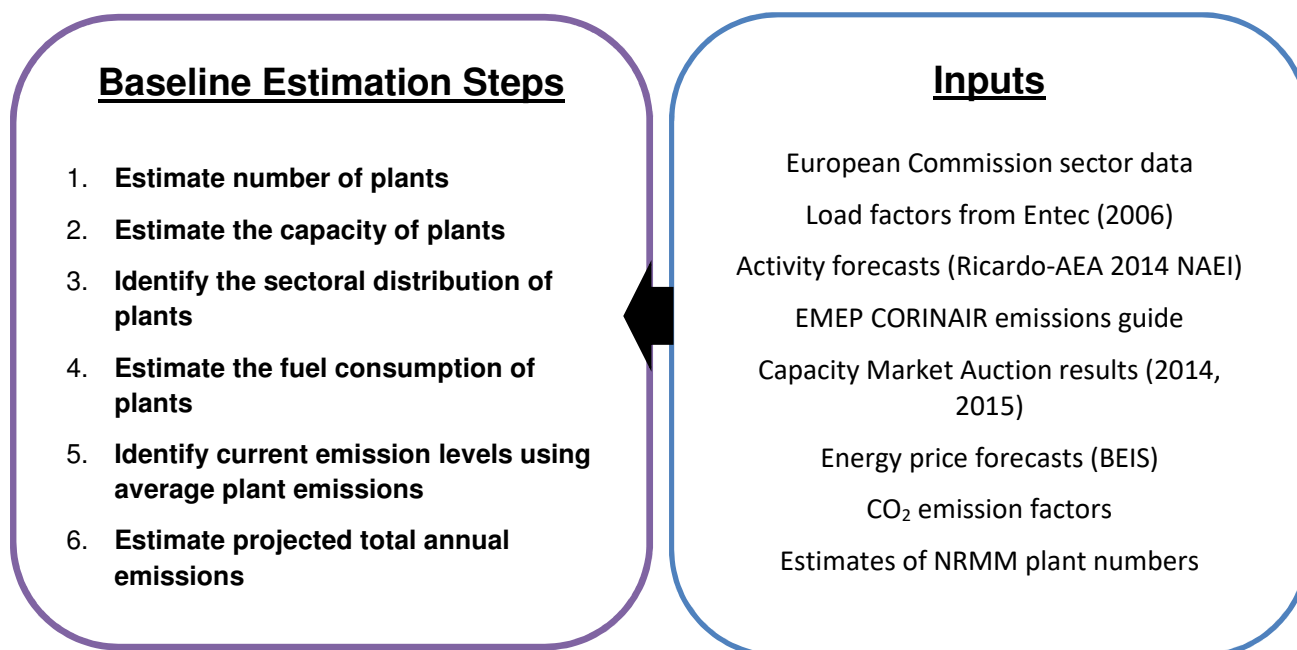 Baseline Estimation Steps
1. Estimate number of plants
2. Estimate the capacity of plants
3. Identify the sectoral distribution of
plants
4. Estimate the fuel consumption of
plants
5. Identify current emission levels using
average plant emissions
6. Estimate projected total annual
emissions
Inputs
European Commission sector data
Load factors from Entec (2006)
Activity forecasts (Ricardo-AEA 2014 NAEI)
EMEP CORINAIR emissions guide
Capacity Market Auction results (2014,
2015)
Energy price forecasts (BEIS)
CO₂ emission factors
Estimates of NRMM plant numbers